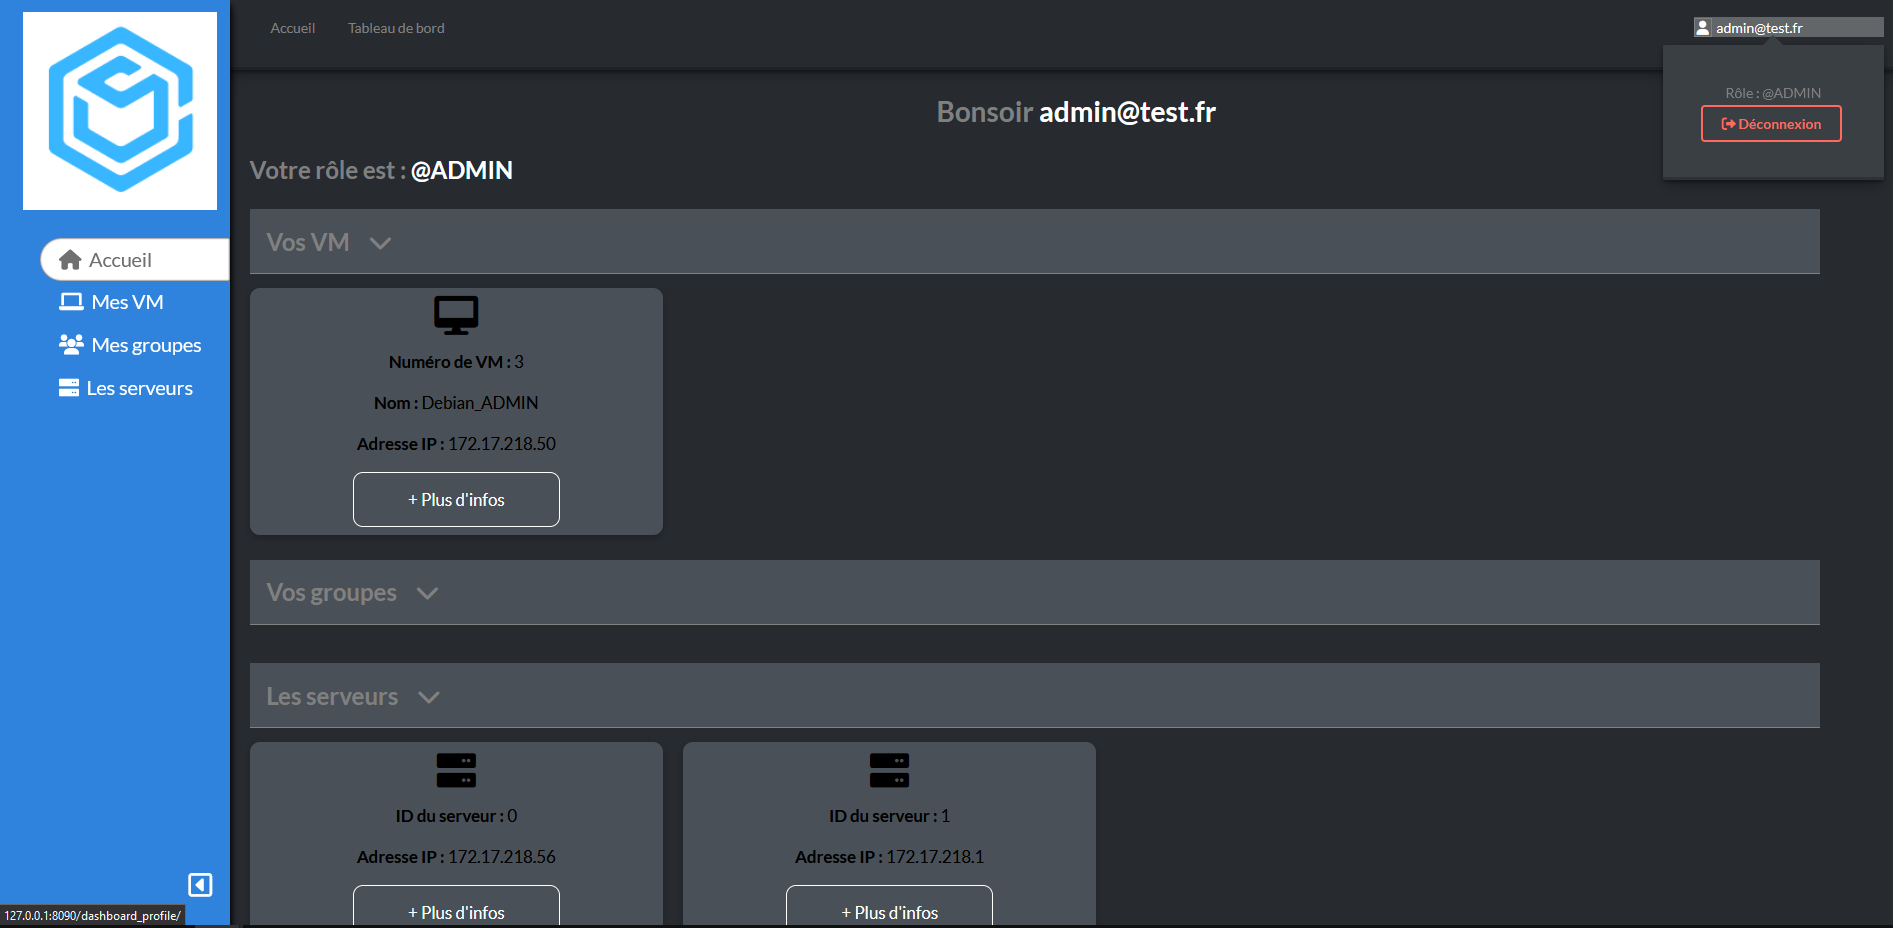 Accueil
Tableau de bord
admin@test.fr
Rôle : @ADMIN
Déconnexion
Accueil
Mes VM
Mes groupes
Les serveurs
Bonsoir admin@test.fr
Votre rôle est : @ADMIN
Vos VM
Numéro de VM : 3
Nom : Debian_ADMIN
Adresse IP : 172.17.218.50
+ Plus d'infos
Vos groupes
Les serveurs
ID du serveur : 0
Adresse IP : 172.17.218.56
+ Plus d'infos
ID du serveur : 1
Adresse IP : 172.17.218.1
+ Plus d'infos
127.0.0.1:8090/dashboard_profile/